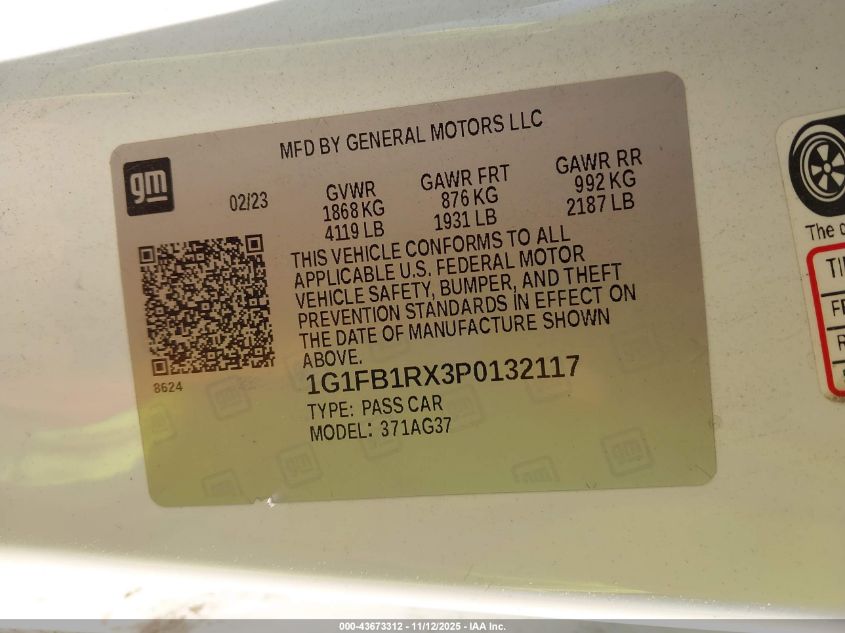 MFD BY GENERAL MOTORS LLC
gm
02/23
GVWR
1868 KG
4119 LB
GAWR FRT
876 KG
1931 LB
GAWR RR
992 KG
2187 LB
THIS VEHICLE CONFORMS TO ALL
APPLICABLE U.S. FEDERAL MOTOR
VEHICLE SAFETY, BUMPER, AND THEFT
PREVENTION STANDARDS IN EFFECT ON
THE DATE OF MANUFACTURE SHOWN
ABOVE.
8624
1G1FB1RX3P0132117
TYPE: PASS CAR
MODEL: 371AG37
The c
TI
FR
R
000-43673312 - 11/12/2025 - IAA Inc.